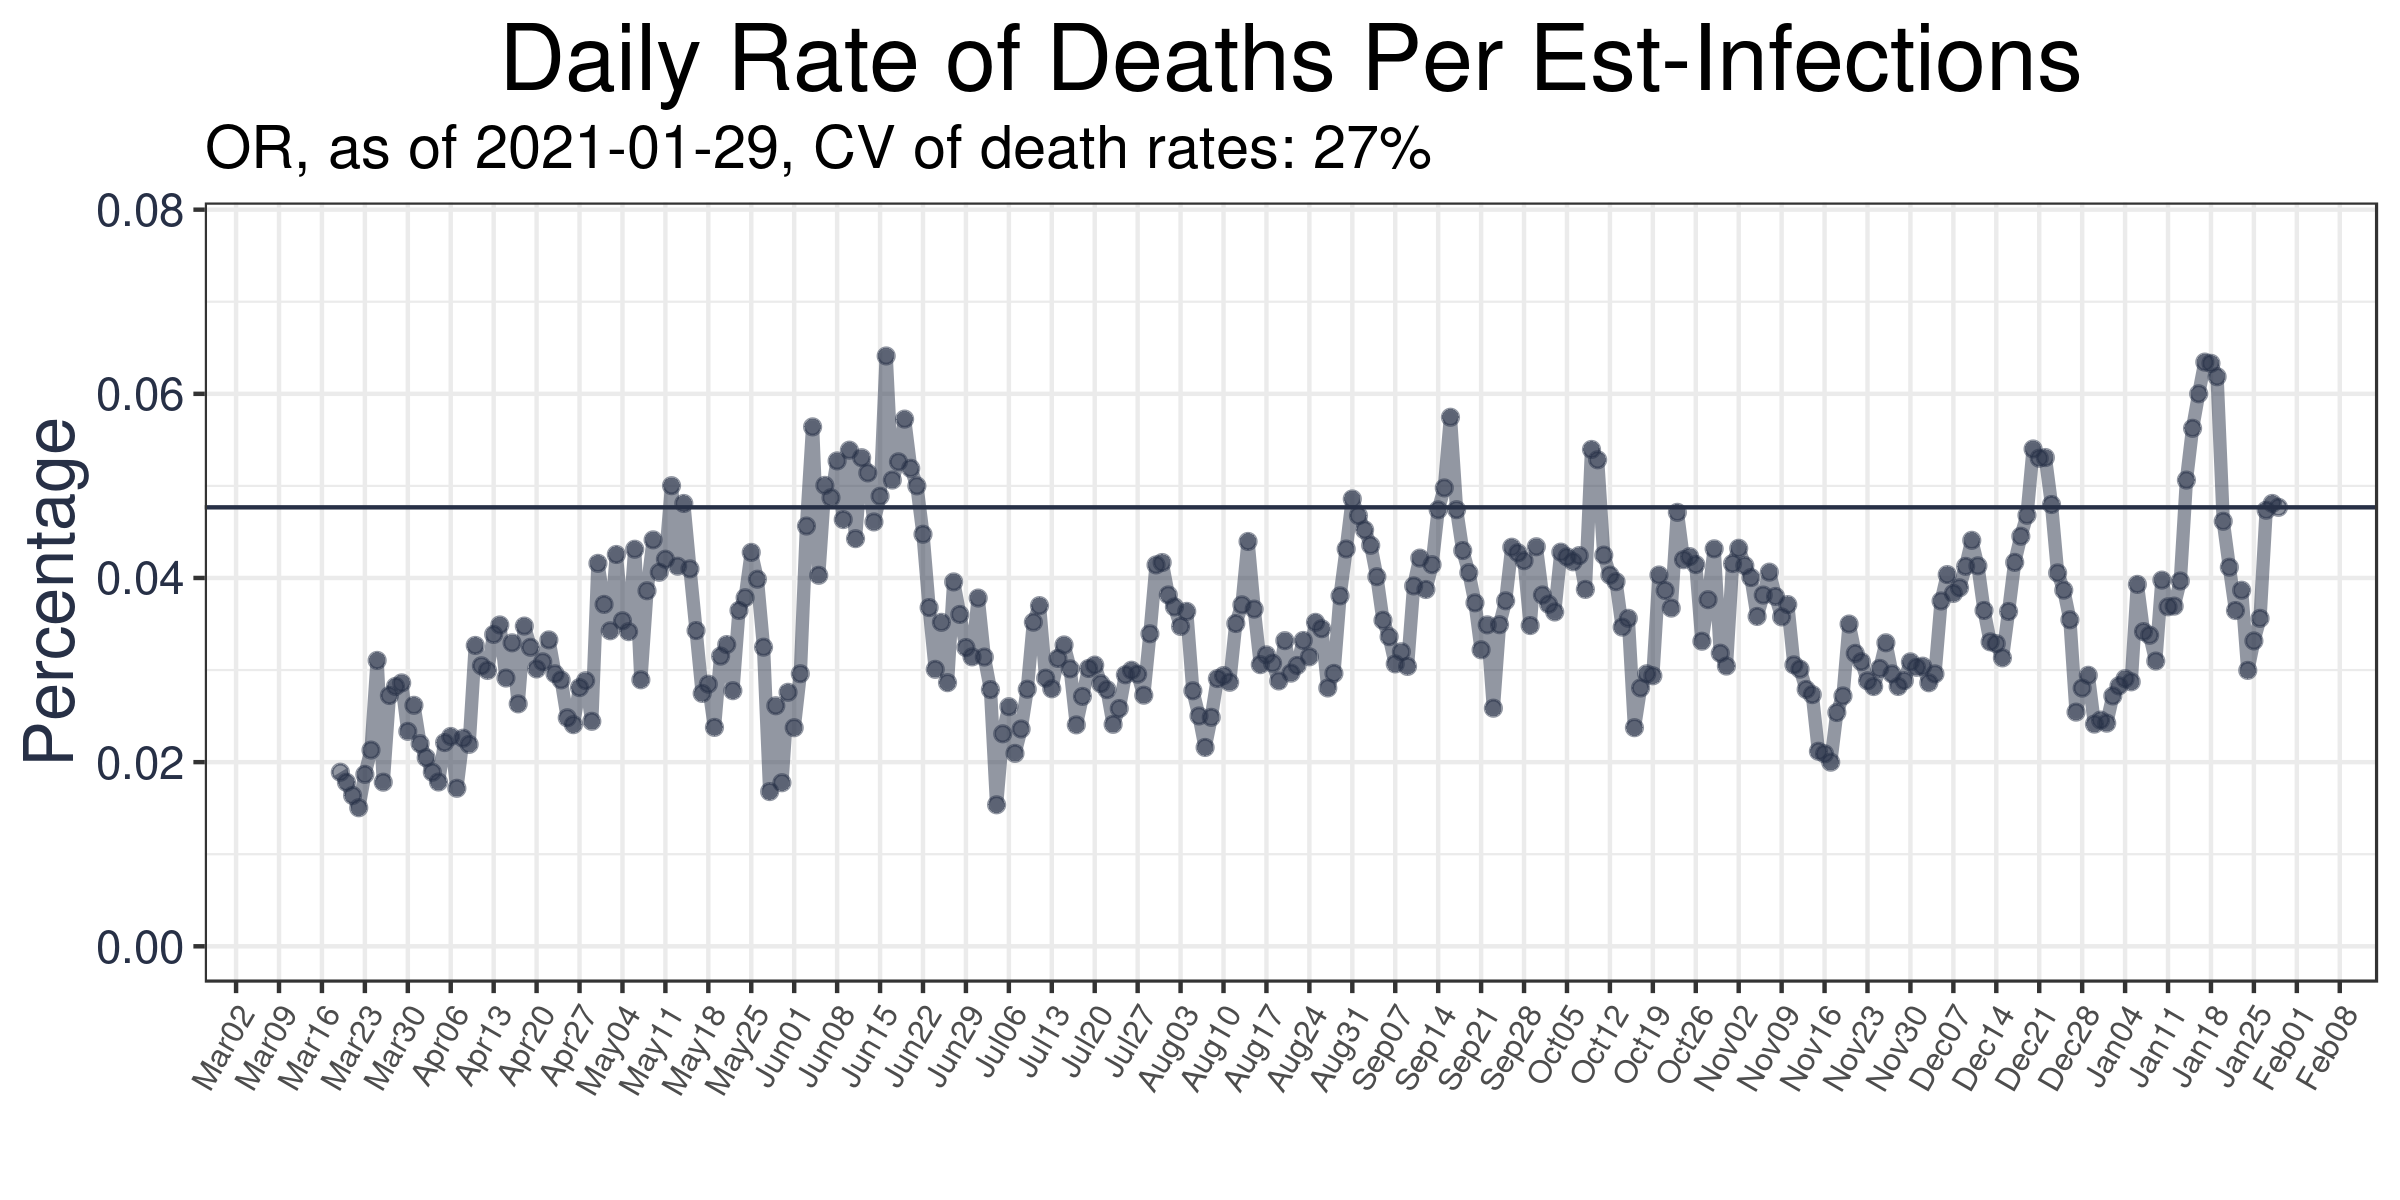 Daily Rate of Deaths Per Est-Infections
OR, as of 2021-01-29, CV of death rates: 27%
Percentage
0.08
0.06
0.04
0.02
0.00
Mar02
Mar09
Mar16
Mar23
Mar30
Apr06
Apr13
Apr20
Apr27
May04
May11
May18
May25
Jun01
Jun08
Jun15
Jun22
Jun29
Jul06
Jul13
Jul20
Jul27
Aug03
Aug10
Aug17
Aug24
Aug31
Sep07
Sep14
Sep21
Sep28
Oct05
Oct12
Oct19
Oct26
Nov02
Nov09
Nov16
Nov23
Nov30
Dec07
Dec14
Dec21
Dec28
Jan04
Jan11
Jan18
Jan25
Feb01
Feb08